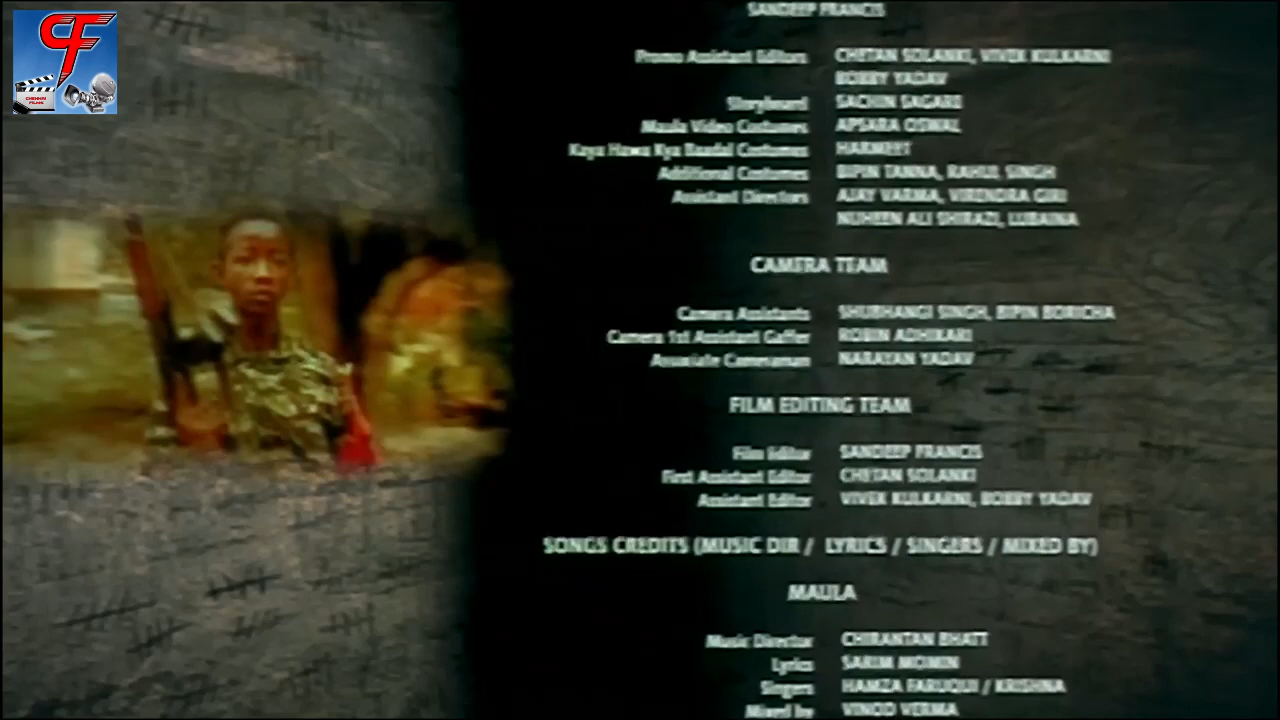 SANDEEP FRANCIS
Promo Assistant Editors CHETAN SOLANKI, VIVEK KULKARNI
BOBBY YADAV
Storyboard SACHIN SAGARE
Maula Video Costumes APSARA OSWAL
Kaya Hawa Kya Baadal Costumes HARMEET
Additional Costumes BIPIN TANNA, RAHUL SINGH
Assistant Directors AJAY VARMA, VIRENDRA GIRI
NUHEEN ALI SHIRAZI, LUBAINA
CAMERA TEAM
Camera Assistants SHUBHANGI SINGH, BIPIN BORICHA
Camera 1st Assistant Gaffer ROBIN ADHIKARI
Associate Cameraman NARAYAN YADAV
FILM EDITING TEAM
Film Editor SANDEEP FRANCIS
First Assistant Editor CHETAN SOLANKI
Assistant Editor VIVEK KULKARNI, BOBBY YADAV
SONGS CREDITS (MUSIC DIR / LYRICS / SINGERS / MIXED BY)
MAULA
Music Director CHIRANTAN BHATT
Lyrics SARIM MOMIN
Singers HAMZA FARUQUI / KRISHNA
Mixed by VINOD VERMA
CF